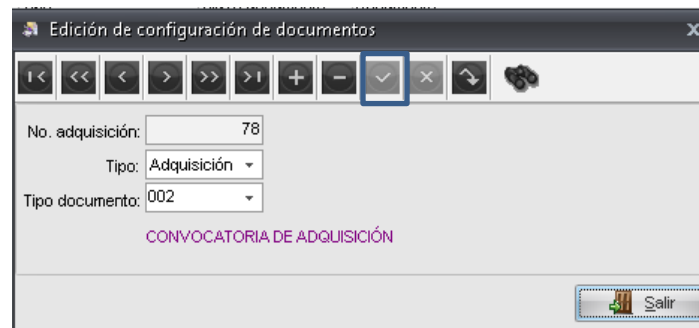 Edición de configuración de documentos
No. adquisición: 78
Tipo: Adquisición
Tipo documento: 002
CONVOCATORIA DE ADQUISICIÓN
Salir